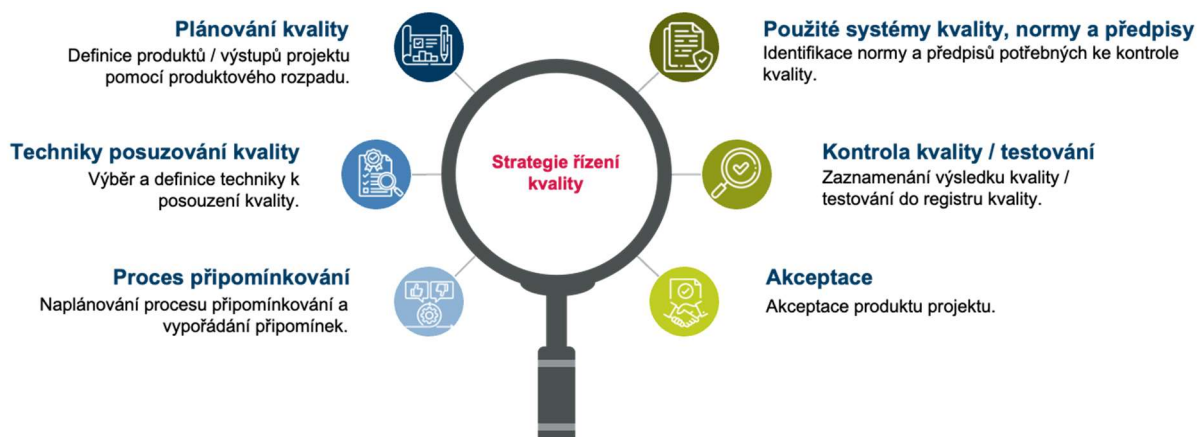 Plánování kvality
Definice produktů / výstupů projektu
pomocí produktového rozpadu.
Techniky posuzování kvality
Výběr a definice techniky k
posouzení kvality.
Proces připomínkování
Naplánování procesu připomínkování a
vypořádání připomínek.
Strategie řízení
kvality
Použité systémy kvality, normy a předpisy
Identifikace normy a předpisů potřebných ke kontrole
kvality.
Kontrola kvality / testování
Zaznamenání výsledku kvality /
testování do registru kvality.
Akceptace
Akceptace produktu projektu.